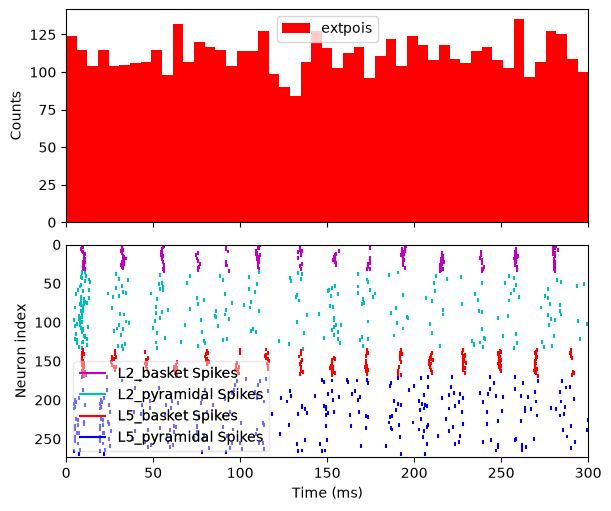 125
100
75
50
25
0
Counts
extpois
0
50
100
150
200
250
Neuron index
L2_basket Spikes
L2_pyramidal Spikes
L5_basket Spikes
L5_pyramidal Spikes
0 50 100 150 200 250 300
Time (ms)